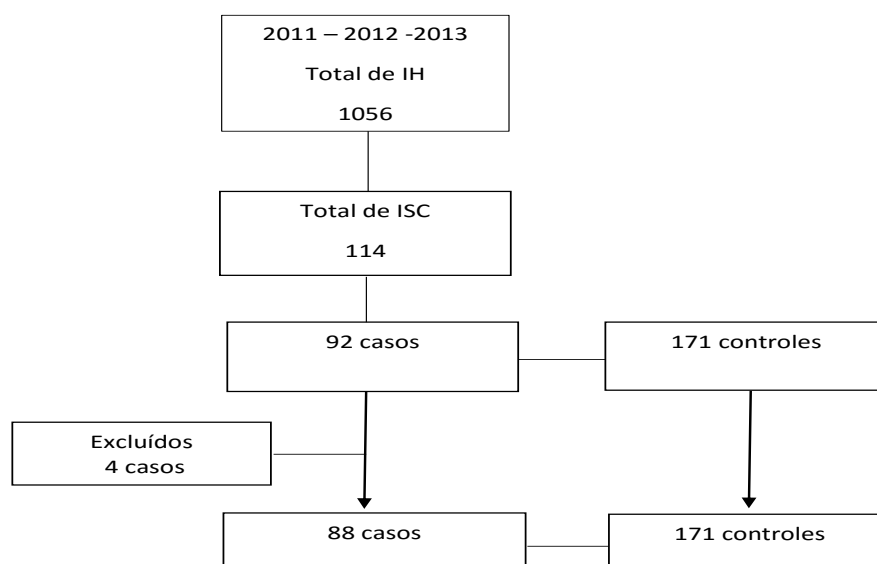 2011 – 2012 -2013
Total de IH
1056
Total de ISC
114
92 casos
171 controles
Excluídos
4 casos
88 casos
171 controles